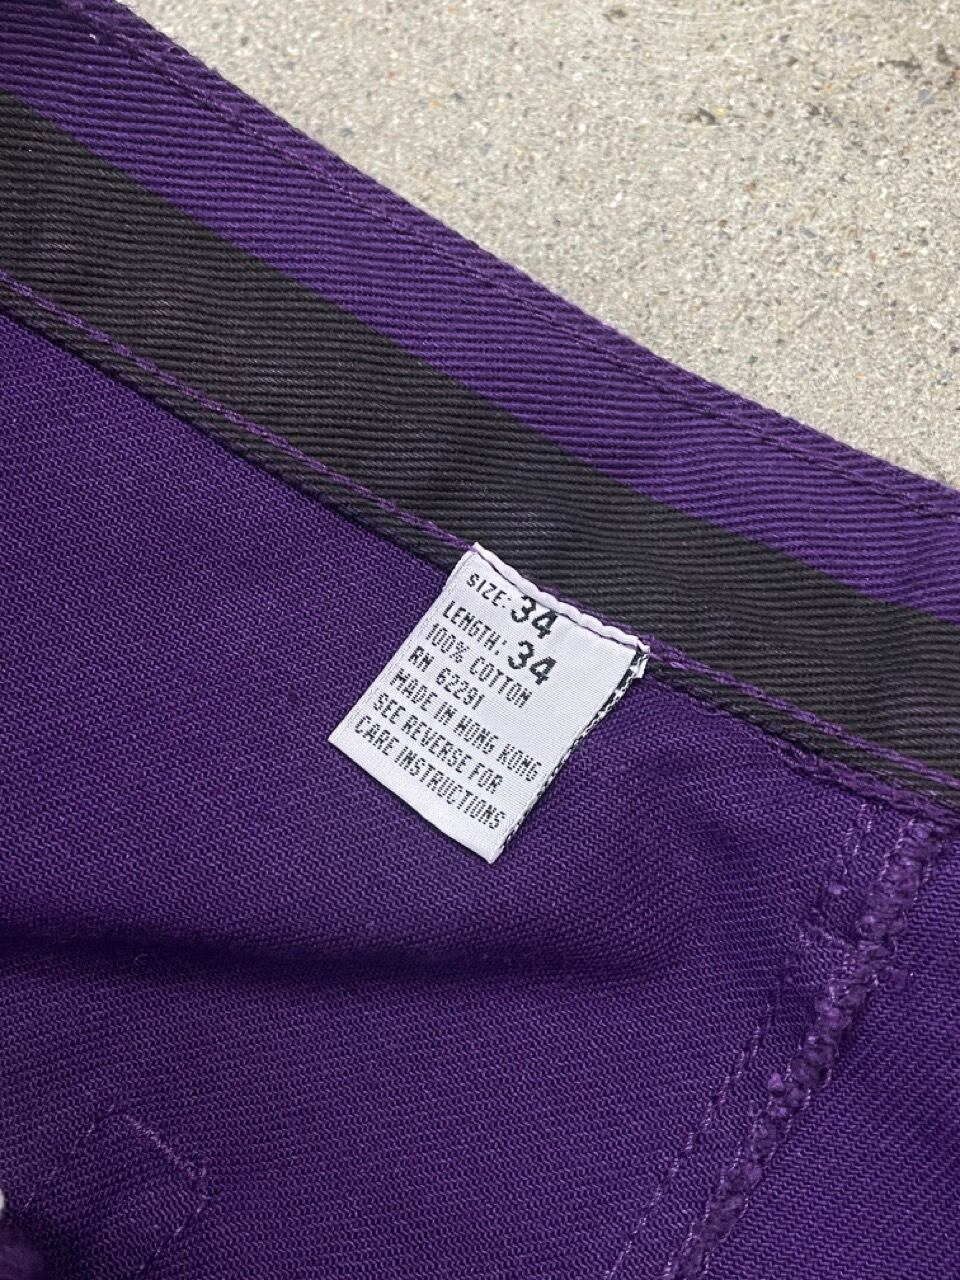 SIZE: 34
LENGTH: 34
100% COTTON
RN 62291
MADE IN HONG KONG
SEE REVERSE FOR
CARE INSTRUCTIONS